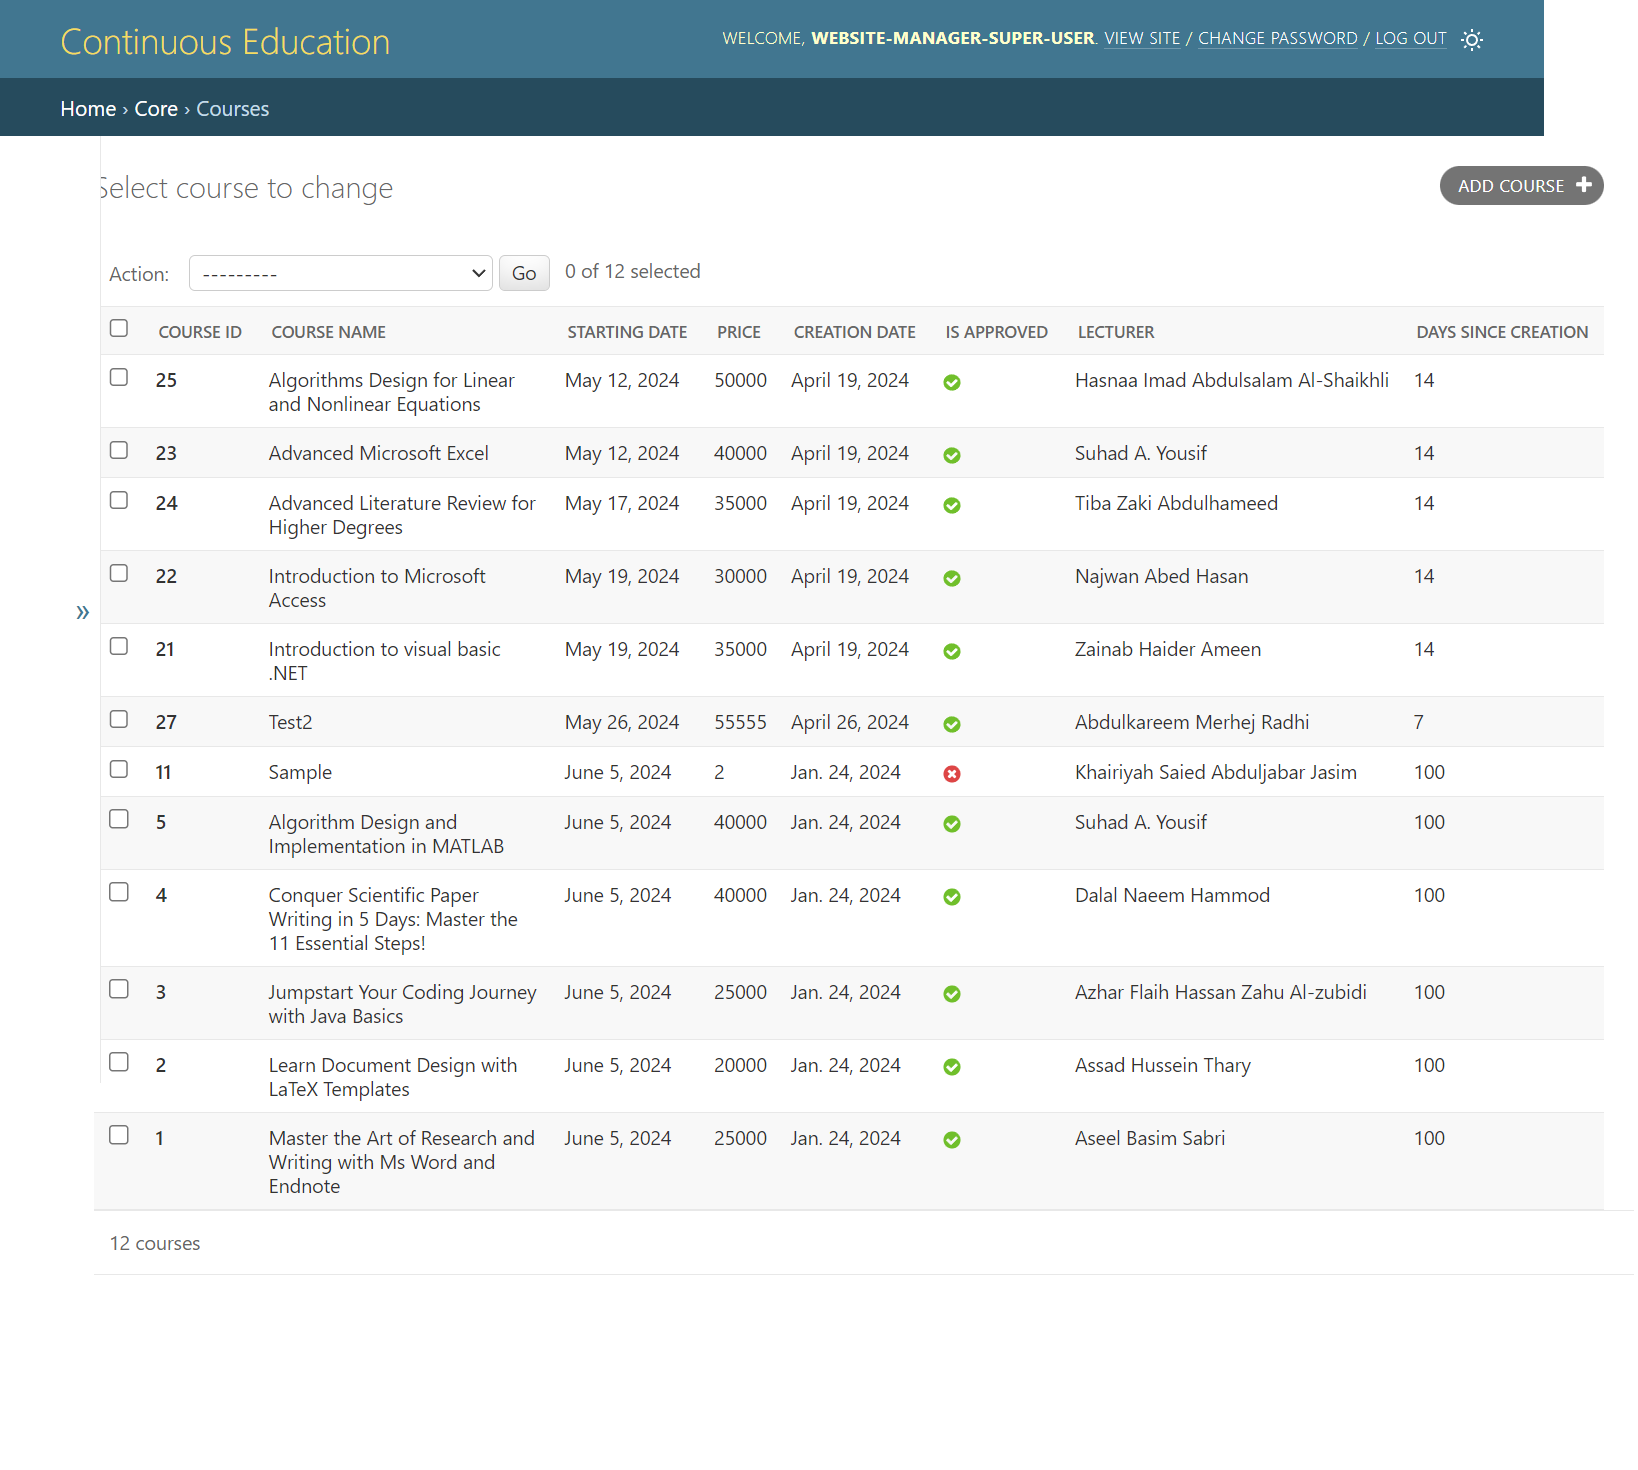 Continuous Education
WELCOME, WEBSITE-MANAGER-SUPER-USER. VIEW SITE / CHANGE PASSWORD / LOG OUT
Home › Core › Courses
Select course to change
ADD COURSE
Action: --------- Go 0 of 12 selected
COURSE ID COURSE NAME STARTING DATE PRICE CREATION DATE IS APPROVED LECTURER DAYS SINCE CREATION
25 Algorithms Design for Linear May 12, 2024 50000 April 19, 2024 Hasnaa Imad Abdulsalam Al-Shaikhli 14
and Nonlinear Equations
23 Advanced Microsoft Excel May 12, 2024 40000 April 19, 2024 Suhad A. Yousif 14
24 Advanced Literature Review for May 17, 2024 35000 April 19, 2024 Tiba Zaki Abdulhameed 14
Higher Degrees
22 Introduction to Microsoft May 19, 2024 30000 April 19, 2024 Najwan Abed Hasan 14
Access
»
21 Introduction to visual basic May 19, 2024 35000 April 19, 2024 Zainab Haider Ameen 14
.NET
27 Test2 May 26, 2024 55555 April 26, 2024 Abdulkareem Merhej Radhi 7
11 Sample June 5, 2024 2 Jan. 24, 2024 Khairiyah Saied Abduljabar Jasim 100
5 Algorithm Design and June 5, 2024 40000 Jan. 24, 2024 Suhad A. Yousif 100
Implementation in MATLAB
4 Conquer Scientific Paper June 5, 2024 40000 Jan. 24, 2024 Dalal Naeem Hammod 100
Writing in 5 Days: Master the
11 Essential Steps!
3 Jumpstart Your Coding Journey June 5, 2024 25000 Jan. 24, 2024 Azhar Flaih Hassan Zahu Al-zubidi 100
with Java Basics
2 Learn Document Design with June 5, 2024 20000 Jan. 24, 2024 Assad Hussein Thary 100
LaTeX Templates
1 Master the Art of Research and June 5, 2024 25000 Jan. 24, 2024 Aseel Basim Sabri 100
Writing with Ms Word and
Endnote
12 courses